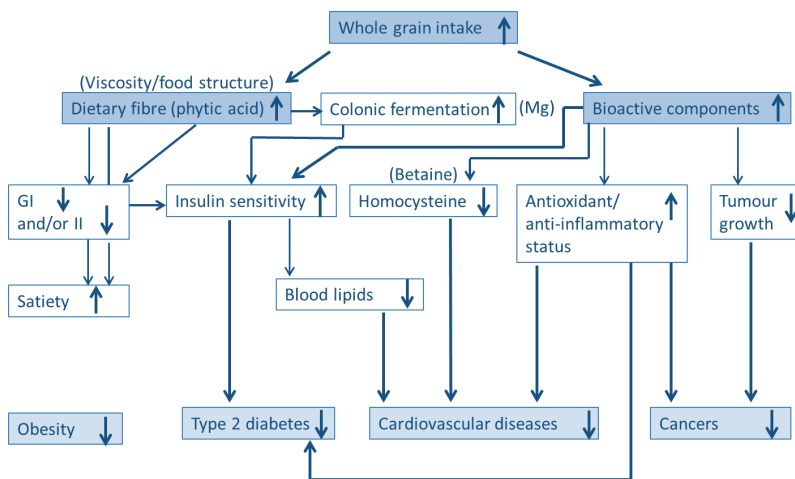 Whole grain intake
(Viscosity/food structure)
Dietary fibre (phytic acid)
Colonic fermentation
(Mg)
Bioactive components
(Betaine)
GI
and/or II
Insulin sensitivity
Homocysteine
Antioxidant/
anti-inflammatory
status
Tumour
growth
Satiety
Blood lipids
Obesity
Type 2 diabetes
Cardiovascular diseases
Cancers